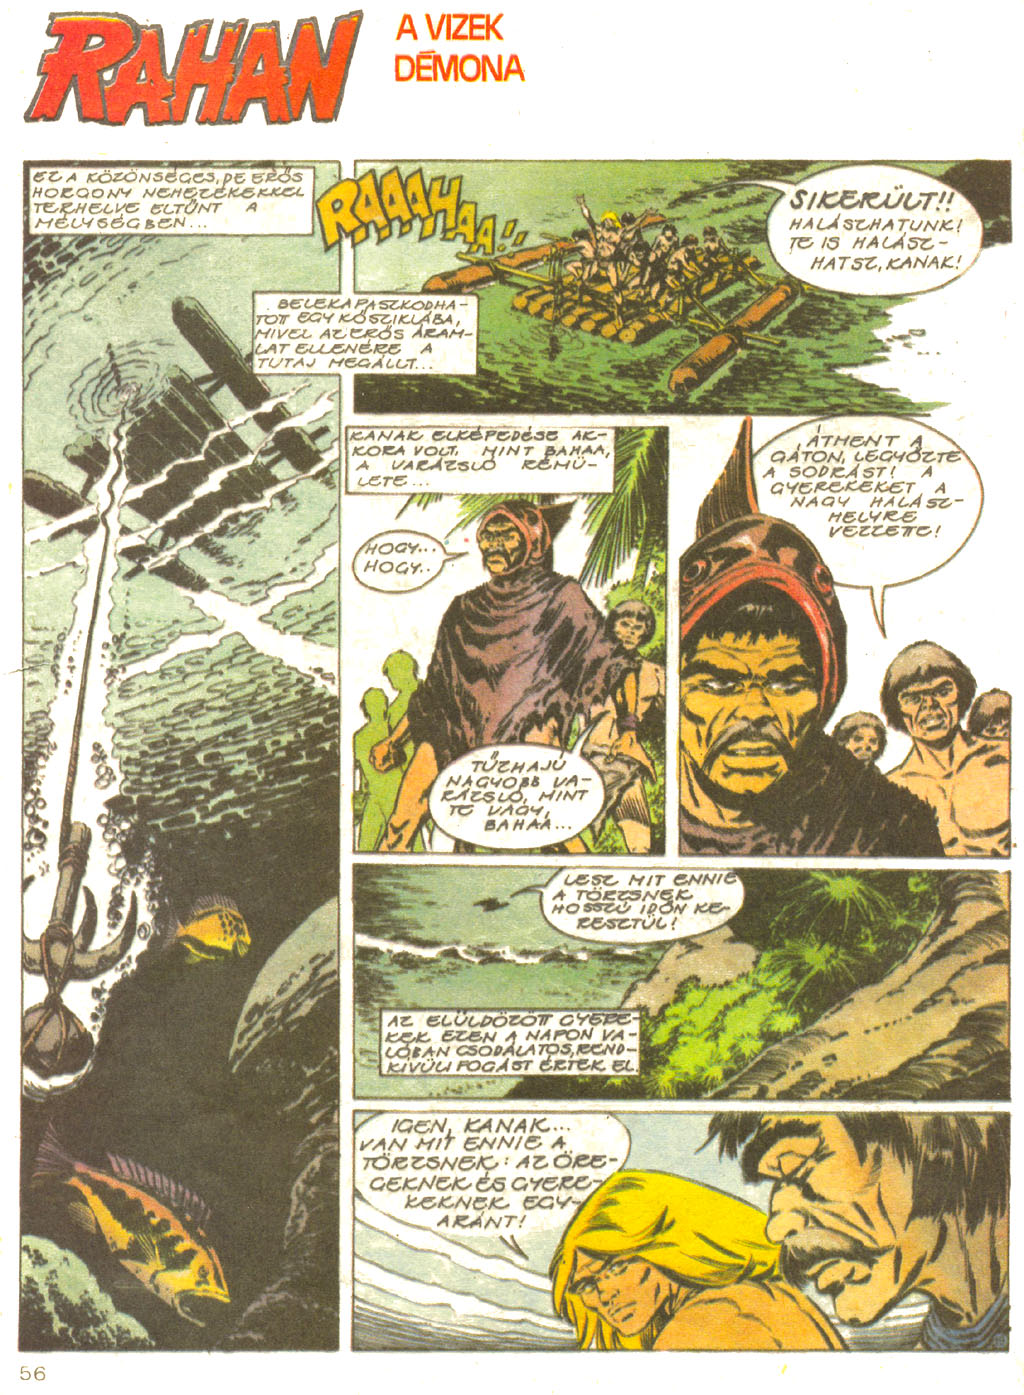 RAHAN
A VIZEK
DÉMONA
EZ A KÖZÖNSÉGES, DE ERŐS
HORGONY NEHEZÉKEKKEL
TERHELVE ELTŰNT A
MÉLYSÉGBEN...
RAAAHAA!!
SIKERÜLT!!
HALÁSZHATUNK!
TE IS HALÁSZ-
HATSZ, KANAK!
BELEKAPASZKODHA-
TOTT EGY KŐSZIKLÁBA,
MIVEL AZ ERŐS ÁRAM-
LAT ELLENÉRE A
TUTAJ MEGÁLLT...
KANAK ELKÉPEDÉSE AK-
KORA VOLT, MINT BAHAA,
A VARÁZSLÓ RÉMÜ-
LETE...
HOGY...
HOGY..
TŰZHAJÚ
NAGYOBB VA-
RÁZSLÓ, MINT
TE VAGY,
BAHAA...
ÁTMENT A
GÁTON, LEGYŐZTE
A SODRÁST! A
GYEREKEKET A
NAGY HALÁSZ-
HELYRE
VEZETTE!
LESZ MIT ENNIE
A TÖRZSNEK
HOSSZÚ IDŐN KE-
RESZTÜL!
AZ ELÜLDÖZÖTT GYERE-
KEK EZEN A NAPON VA-
LÓBAN CSODÁLATOS, REND-
KÍVÜLI FOGÁST ÉRTEK EL.
IGEN, KANAK...
VAN MIT ENNIE A
TÖRZSNEK: AZ ÖRE-
GEKNEK ÉS GYERE-
KEKNEK EGY-
ARÁNT!
56